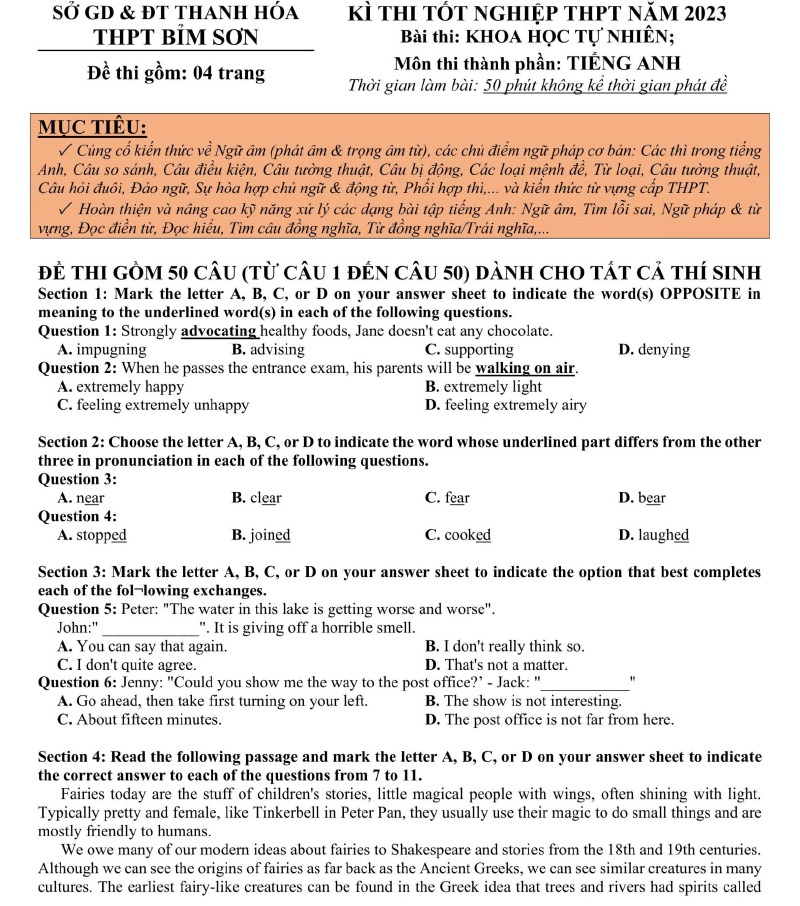 SỞ GD & ĐT THANH HÓA
THPT BỈM SƠN
Đề thi gồm: 04 trang
KÌ THI TỐT NGHIỆP THPT NĂM 2023
Bài thi: KHOA HỌC TỰ NHIÊN;
Môn thi thành phần: TIẾNG ANH
Thời gian làm bài: 50 phút không kể thời gian phát đề
MỤC TIÊU:
✓ Củng cố kiến thức về Ngữ âm (phát âm & trọng âm từ), các chủ điểm ngữ pháp cơ bản: Các thì trong tiếng
Anh, Câu so sánh, Câu điều kiện, Câu tường thuật, Câu bị động, Các loại mệnh đề, Từ loại, Câu tường thuật,
Câu hỏi đuôi, Đảo ngữ, Sự hòa hợp chủ ngữ & động từ, Phối hợp thì,... và kiến thức từ vựng cấp THPT.
✓ Hoàn thiện và nâng cao kỹ năng xử lý các dạng bài tập tiếng Anh: Ngữ âm, Tìm lỗi sai, Ngữ pháp & từ
vựng, Đọc điền từ, Đọc hiểu, Tìm câu đồng nghĩa, Từ đồng nghĩa/Trái nghĩa,...
ĐỀ THI GỒM 50 CÂU (TỪ CÂU 1 ĐẾN CÂU 50) DÀNH CHO TẤT CẢ THÍ SINH
Section 1: Mark the letter A, B, C, or D on your answer sheet to indicate the word(s) OPPOSITE in
meaning to the underlined word(s) in each of the following questions.
Question 1: Strongly advocating healthy foods, Jane doesn't eat any chocolate.
A. impugning B. advising C. supporting D. denying
Question 2: When he passes the entrance exam, his parents will be walking on air.
A. extremely happy B. extremely light
C. feeling extremely unhappy D. feeling extremely airy
Section 2: Choose the letter A, B, C, or D to indicate the word whose underlined part differs from the other
three in pronunciation in each of the following questions.
Question 3:
A. near B. clear C. fear D. bear
Question 4:
A. stopped B. joined C. cooked D. laughed
Section 3: Mark the letter A, B, C, or D on your answer sheet to indicate the option that best completes
each of the fol¬lowing exchanges.
Question 5: Peter: "The water in this lake is getting worse and worse".
John:" ____________". It is giving off a horrible smell.
A. You can say that again. B. I don't really think so.
C. I don't quite agree. D. That's not a matter.
Question 6: Jenny: "Could you show me the way to the post office?’ - Jack: "___________"
A. Go ahead, then take first turning on your left. B. The show is not interesting.
C. About fifteen minutes. D. The post office is not far from here.
Section 4: Read the following passage and mark the letter A, B, C, or D on your answer sheet to indicate
the correct answer to each of the questions from 7 to 11.
Fairies today are the stuff of children's stories, little magical people with wings, often shining with light.
Typically pretty and female, like Tinkerbell in Peter Pan, they usually use their magic to do small things and are
mostly friendly to humans.
We owe many of our modern ideas about fairies to Shakespeare and stories from the 18th and 19th centuries.
Although we can see the origins of fairies as far back as the Ancient Greeks, we can see similar creatures in many
cultures. The earliest fairy-like creatures can be found in the Greek idea that trees and rivers had spirits called